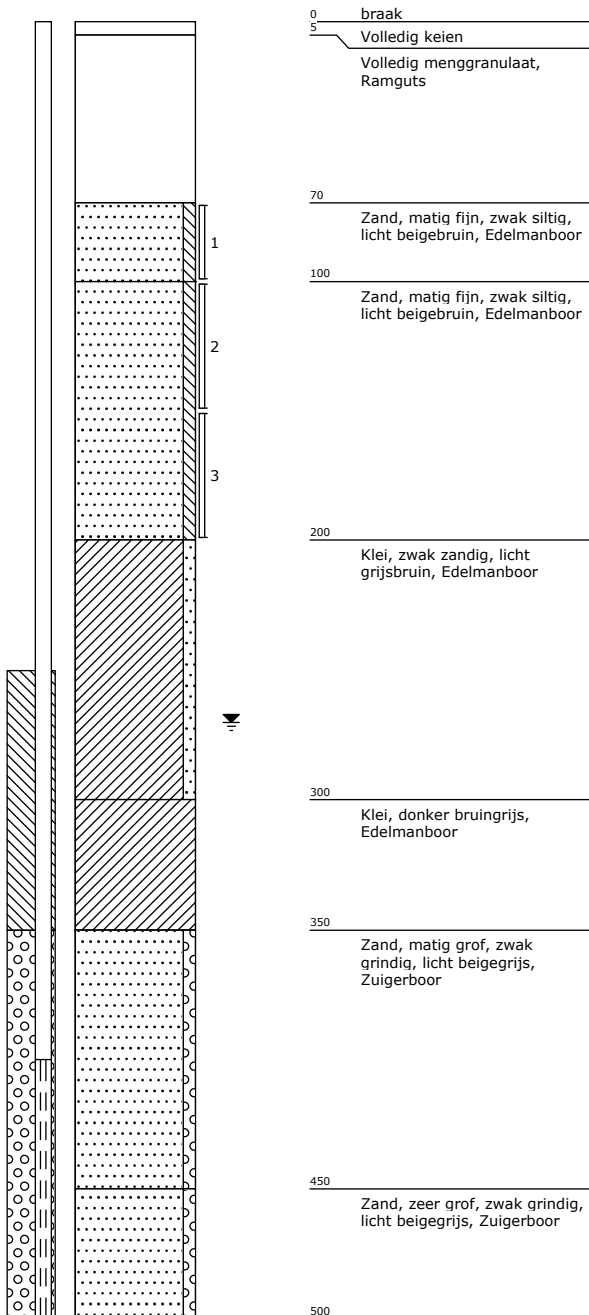 0 braak
5
Volledig keien
Volledig menggranulaat,
Ramguts
70
Zand, matig fijn, zwak siltig,
licht beigebruin, Edelmanboor
1
100
Zand, matig fijn, zwak siltig,
licht beigebruin, Edelmanboor
2
3
200
Klei, zwak zandig, licht
grijsbruin, Edelmanboor
300
Klei, donker bruingrijs,
Edelmanboor
350
Zand, matig grof, zwak
grindig, licht beigegrijs,
Zuigerboor
450
Zand, zeer grof, zwak grindig,
licht beigegrijs, Zuigerboor
500